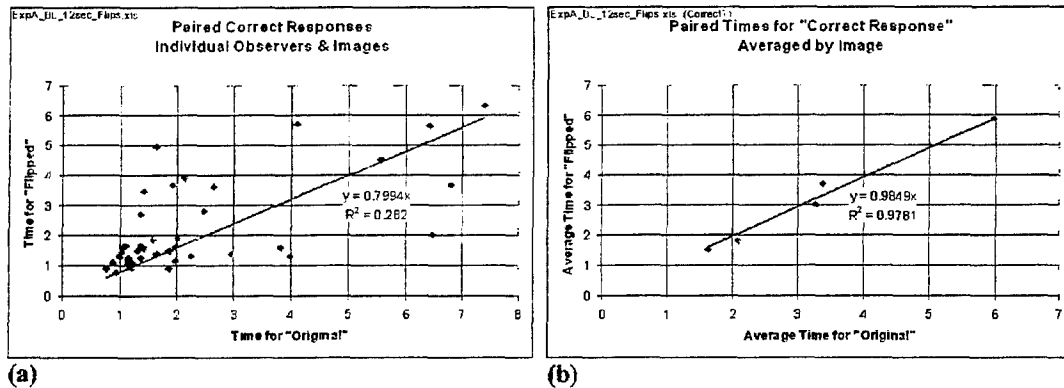 ExpA_BL_12sec_Flips.xls
Paired Correct Responses
Individual Observers & Images
Time for "Flipped"
7
6
5
4
3
2
1
0
y = 0.7994x
R² = 0.282
0 1 2 3 4 5 6 7 8
Time for "Original"
(a)
ExpA_BL_12sec_Flips.xls (Correct)
Paired Times for "Correct Response"
Averaged by Image
Average Time for "Flipped"
7
6
5
4
3
2
1
0
y = 0.9849x
R² = 0.9781
0 1 2 3 4 5 6 7
Average Time for "Original"
(b)